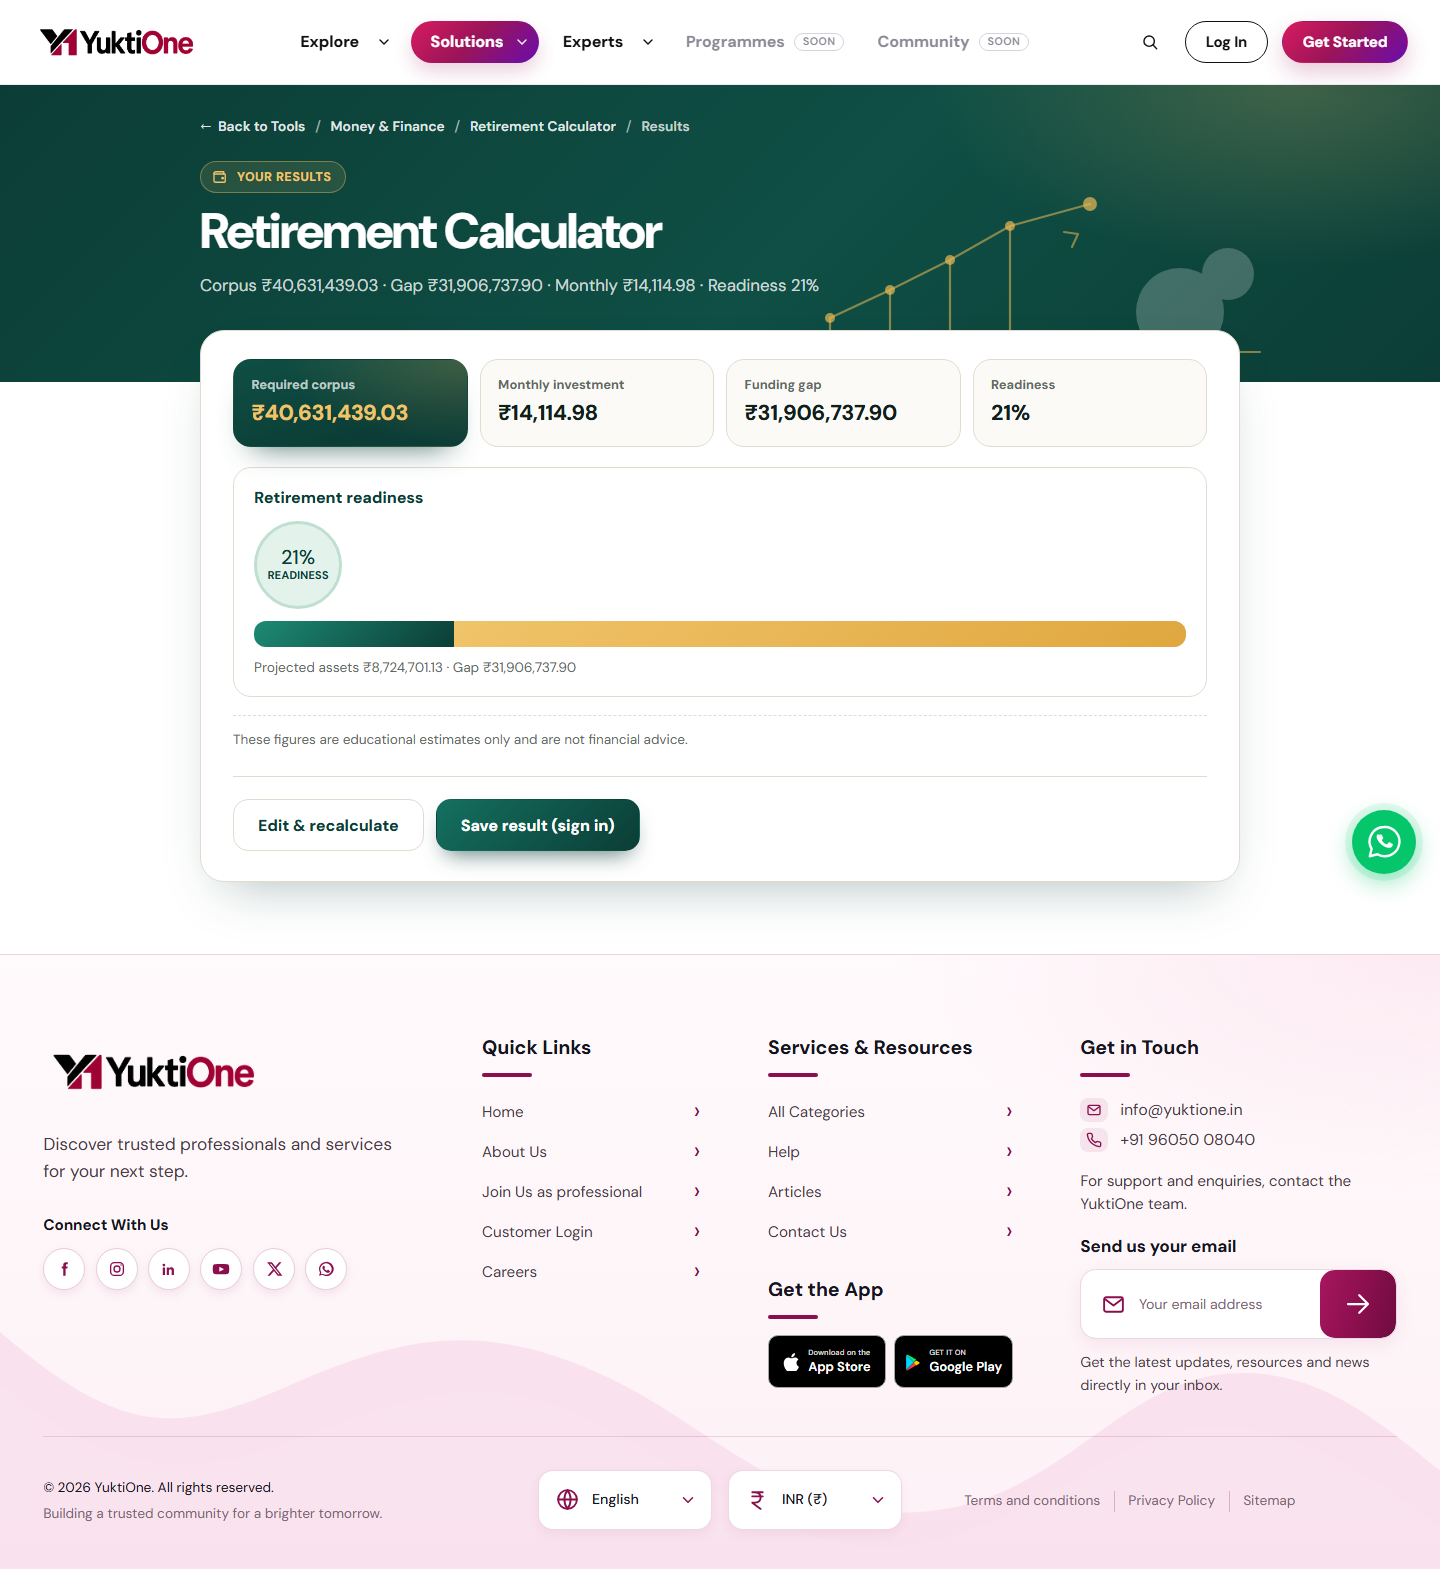 YuktiOne
Explore
Solutions
Experts
Programmes SOON
Community SOON
Log In
Get Started
← Back to Tools / Money & Finance / Retirement Calculator / Results
YOUR RESULTS
Retirement Calculator
Corpus ₹40,631,439.03 · Gap ₹31,906,737.90 · Monthly ₹14,114.98 · Readiness 21%
Required corpus
₹40,631,439.03
Monthly investment
₹14,114.98
Funding gap
₹31,906,737.90
Readiness
21%
Retirement readiness
21%
READINESS
Projected assets ₹8,724,701.13 · Gap ₹31,906,737.90
These figures are educational estimates only and are not financial advice.
Edit & recalculate
Save result (sign in)
YuktiOne
Discover trusted professionals and services
for your next step.
Connect With Us
Quick Links
Home
About Us
Join Us as professional
Customer Login
Careers
Services & Resources
All Categories
Help
Articles
Contact Us
Get the App
Download on the
App Store
GET IT ON
Google Play
Get in Touch
info@yuktione.in
+91 96050 08040
For support and enquiries, contact the
YuktiOne team.
Send us your email
Your email address
Get the latest updates, resources and news
directly in your inbox.
© 2026 YuktiOne. All rights reserved.
Building a trusted community for a brighter tomorrow.
English
₹ INR (₹)
Terms and conditions
Privacy Policy
Sitemap